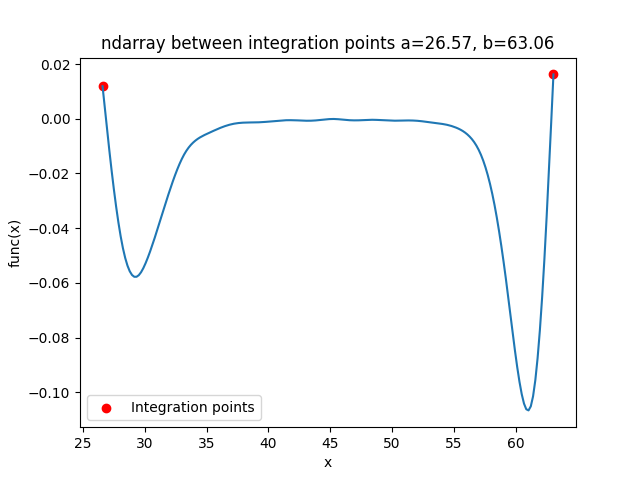 ndarray between integration points a=26.57, b=63.06
0.02
0.00
−0.02
−0.04
−0.06
−0.08
−0.10
func(x)
Integration points
25 30 35 40 45 50 55 60
x